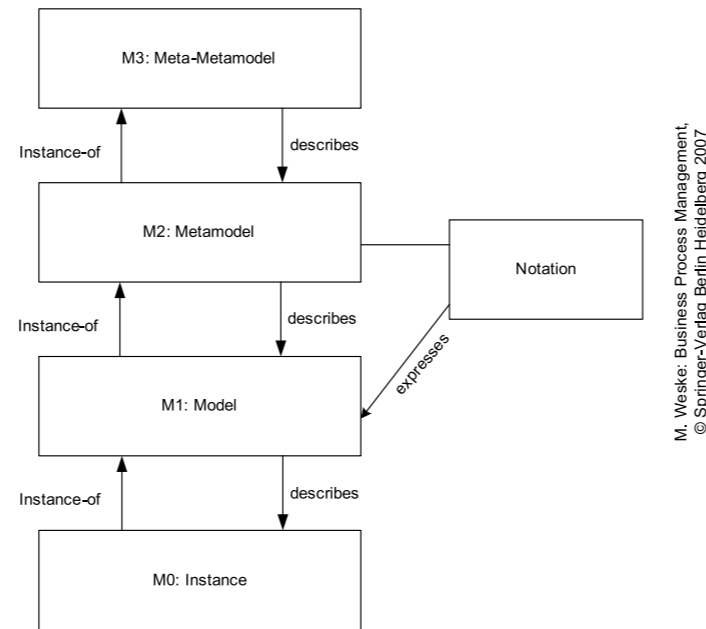 M3: Meta-Metamodel
Instance-of
describes
M2: Metamodel
Notation
Instance-of
describes
expresses
M1: Model
Instance-of
describes
M0: Instance
M. Weske: Business Process Management,
© Springer-Verlag Berlin Heidelberg 2007